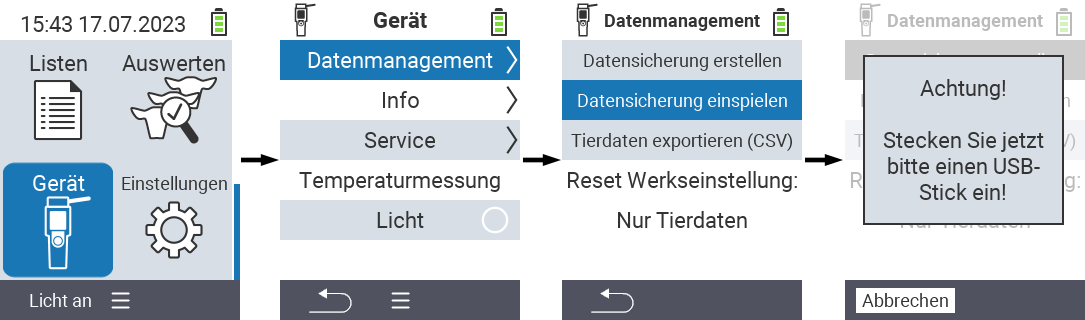 15:43 17.07.2023
Listen Auswerten
Gerät Einstellungen
Licht an
Gerät
Datenmanagement
Info
Service
Temperaturmessung
Licht
Datenmanagement
Datensicherung erstellen
Datensicherung einspielen
Tierdaten exportieren (CSV)
Reset Werkseinstellung:
Nur Tierdaten
Datenmanagement
Achtung!
Stecken Sie jetzt
bitte einen USB-
Stick ein!
Nur Tierdaten
Abbrechen